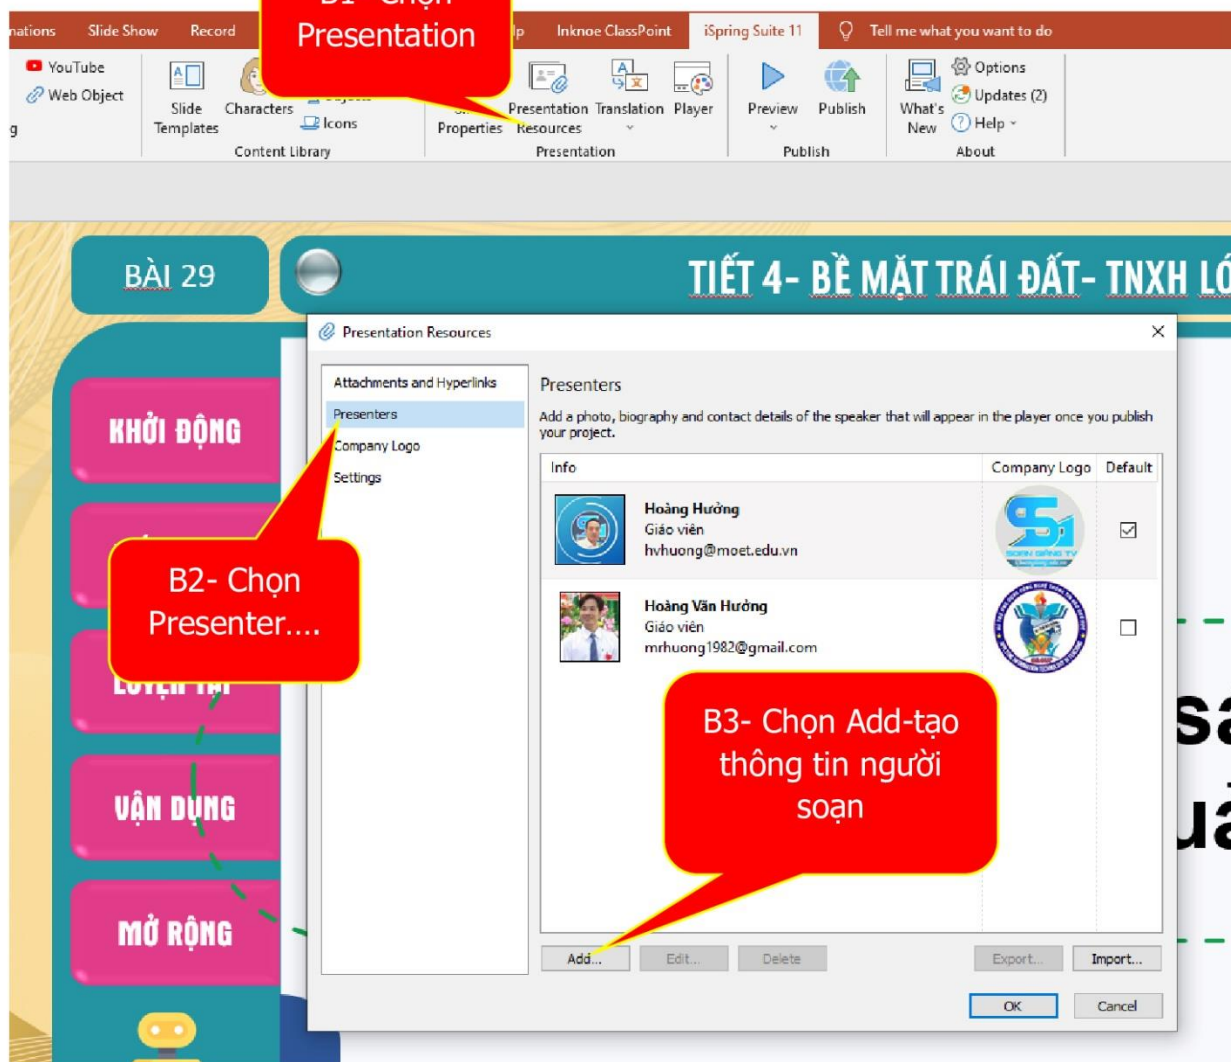 B1- Chọn
Presentation
Slide Show Record Inknoe ClassPoint iSpring Suite 11 Tell me what you want to do
YouTube
Web Object
Slide Templates
Characters
Icons
Content Library
Properties
Presentation Resources
Translation
Player
Presentation
Preview
Publish
Publish
What's New
Options
Updates (2)
Help
About
BÀI 29
TIẾT 4- BỀ MẶT TRÁI ĐẤT- TNXH
KHỞI ĐỘNG
LUYỆN TẬP
VẬN DỤNG
MỞ RỘNG
Presentation Resources
Attachments and Hyperlinks
Presenters
Company Logo
Settings
B2- Chọn
Presenter....
Presenters
Add a photo, biography and contact details of the speaker that will appear in the player once you publish
your project.
Info Company Logo Default
Hoàng Hưởng
Giáo viên
hvhuong@moet.edu.vn
SOẠN GIẢNG TV
Hoàng Văn Hưởng
Giáo viên
mrhuong1982@gmail.com
B3- Chọn Add-tạo
thông tin người
soạn
Add... Edit... Delete Export... Import...
OK Cancel